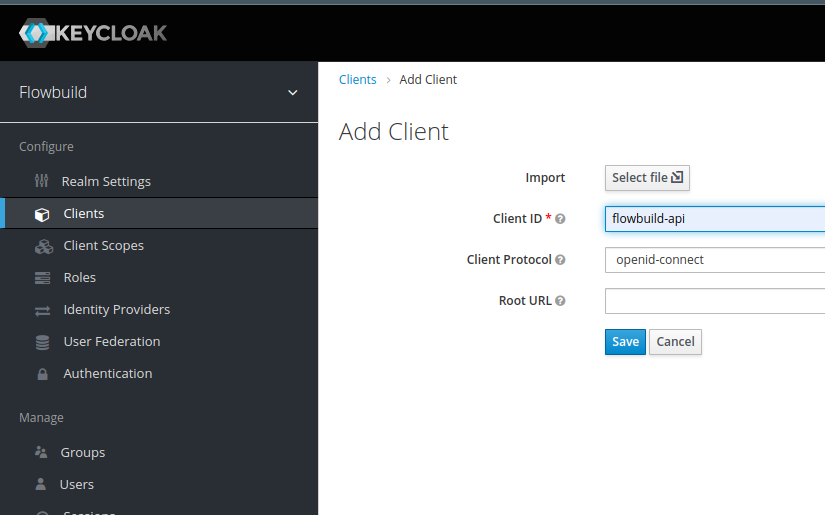 KEYCLOAK
Flowbuild
Configure
Realm Settings
Clients
Client Scopes
Roles
Identity Providers
User Federation
Authentication
Manage
Groups
Users
Sessions
Clients > Add Client
Add Client
Import Select file
Client ID * flowbuild-api
Client Protocol openid-connect
Root URL
Save Cancel